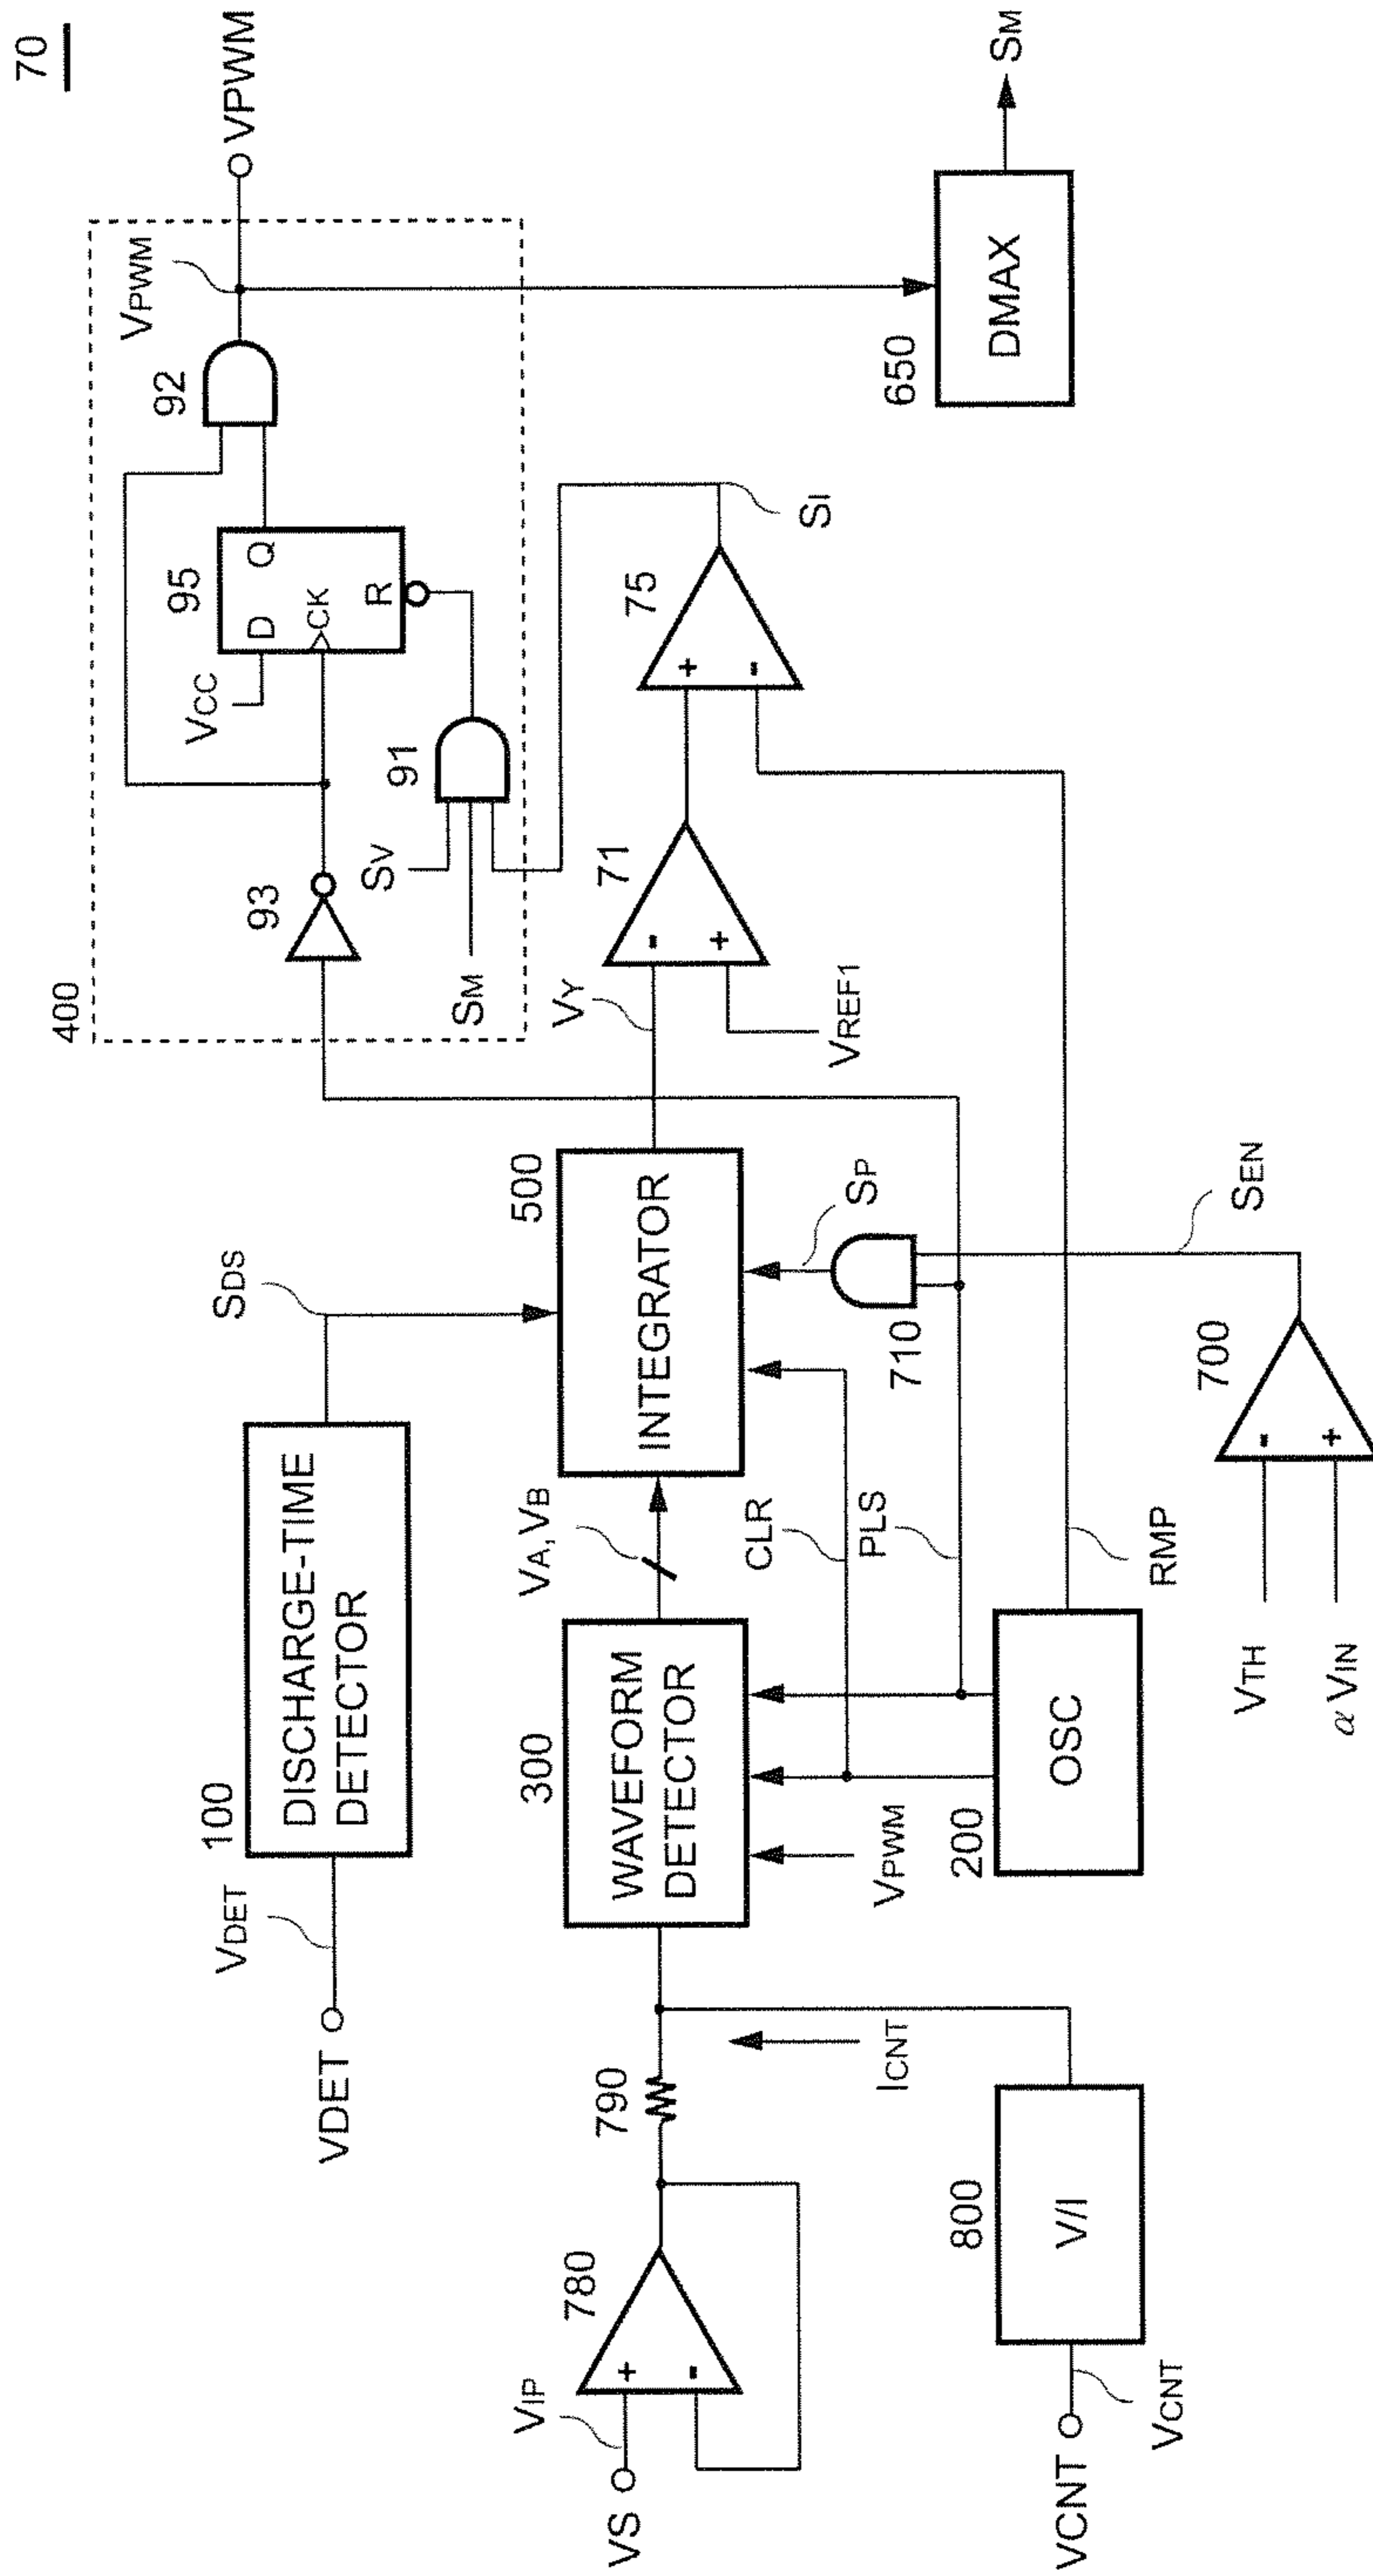 70
400
VPWM
VPWM
92
95
D
Q
CK
R
VCC
93
91
SV
SM
SI
75
+
-
71
-
+
VY
VREF1
650
DMAX
SM
SDS
100
DISCHARGE-TIME
DETECTOR
VDET
VDET
500
INTEGRATOR
VA, VB
300
WAVEFORM
DETECTOR
CLR
PLS
SP
710
SEN
700
-
+
VTH
α VIN
RMP
200
OSC
VPWM
790
ICNT
780
+
-
VIP
VS
800
V/I
VCNT
VCNT